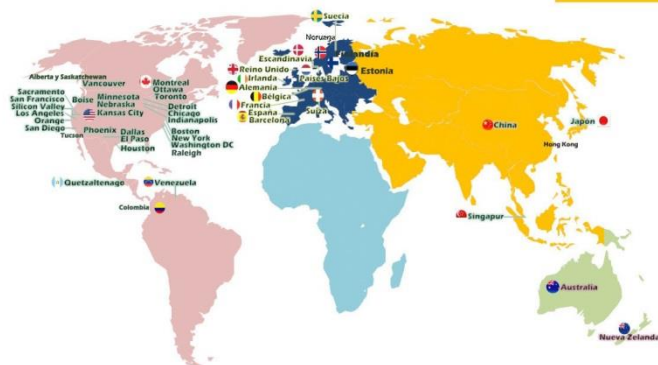 Suecia
Noruega
Escandinavia
Finlandia
Reino Unido
Irlanda
Países Bajos
Estonia
Alemania
Bélgica
Francia
Suiza
España
Barcelona
Alberta y Saskatchewan
Vancouver
Montreal
Ottawa
Toronto
Sacramento
San Francisco
Silicon Valley
Los Angeles
Orange
San Diego
Tucson
Boise
Minnesota
Nebraska
Kansas City
Detroit
Chicago
Indianapolis
Phoenix
Dallas
El Paso
Houston
Boston
New York
Washington DC
Raleigh
Quetzaltenago
Venezuela
Colombia
China
Japón
Hong Kong
Singapur
Australia
Nueva Zelanda